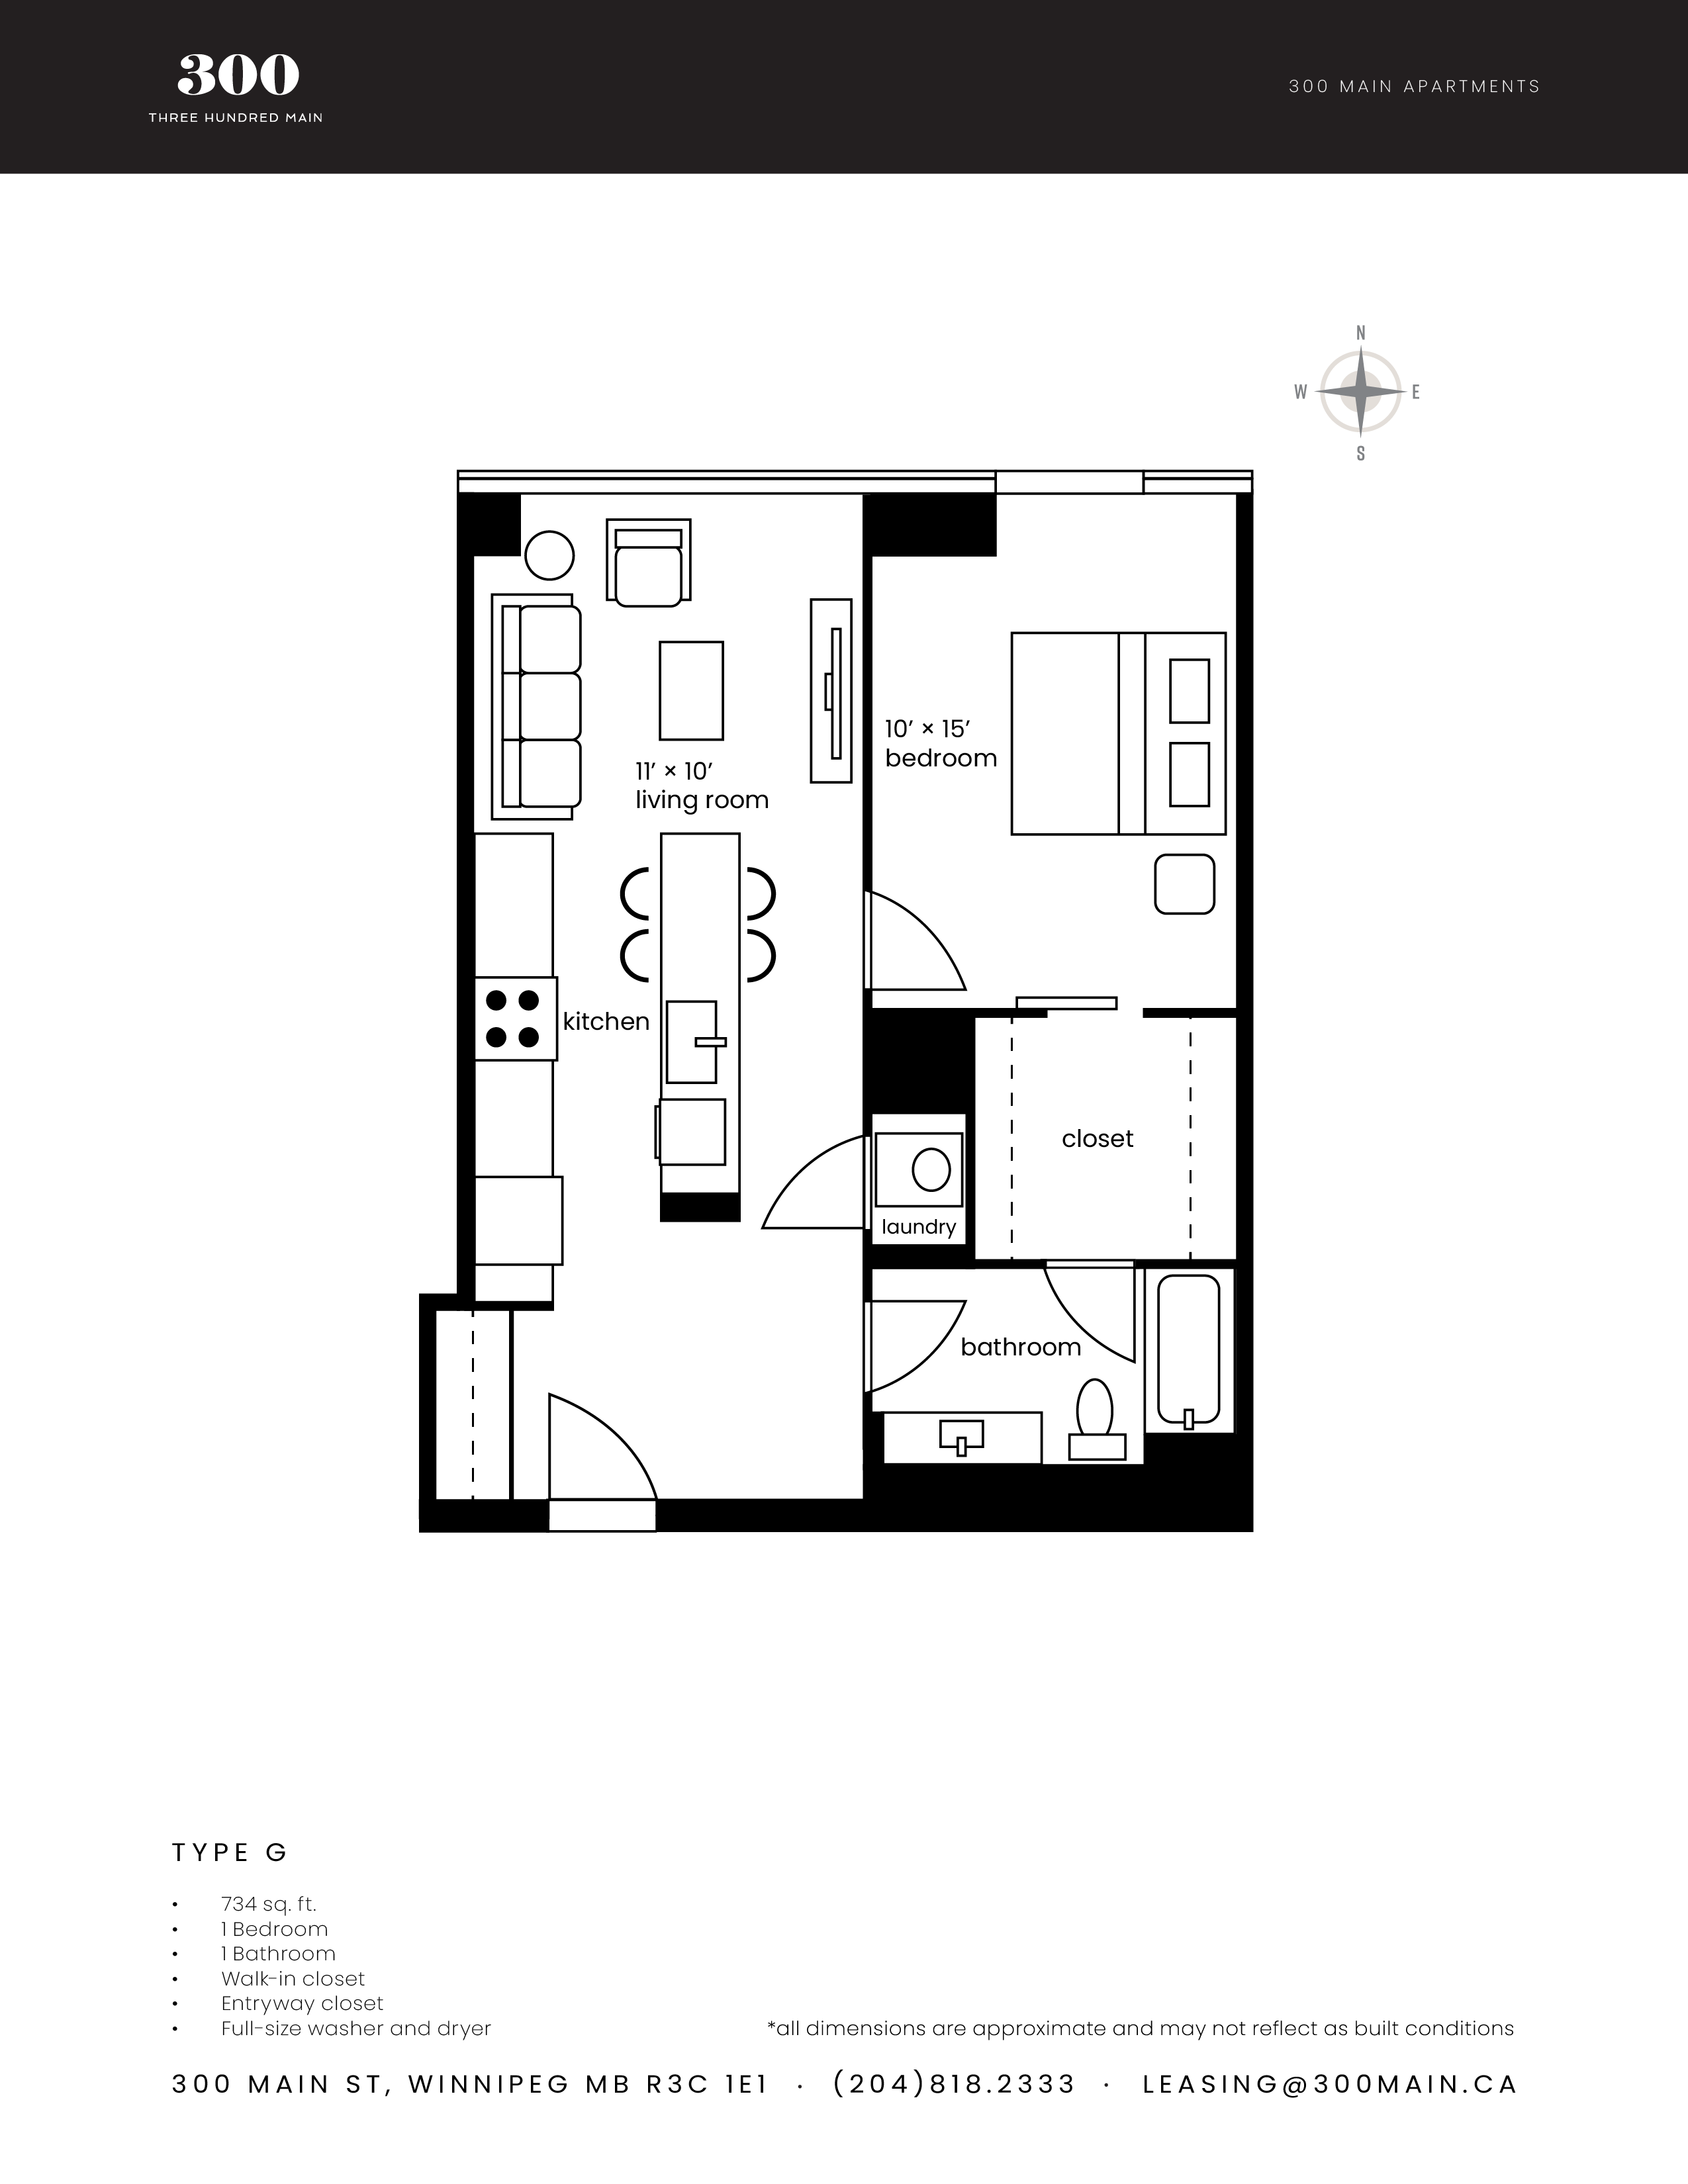 300
THREE HUNDRED MAIN
300 MAIN APARTMENTS
N
W
E
S
10’ × 15’
bedroom
11’ × 10’
living room
kitchen
closet
laundry
bathroom
TYPE G
• 734 sq. ft.
• 1 Bedroom
• 1 Bathroom
• Walk-in closet
• Entryway closet
• Full-size washer and dryer
*all dimensions are approximate and may not reflect as built conditions
300 MAIN ST, WINNIPEG MB R3C 1E1 · (204)818.2333 · LEASING@300MAIN.CA